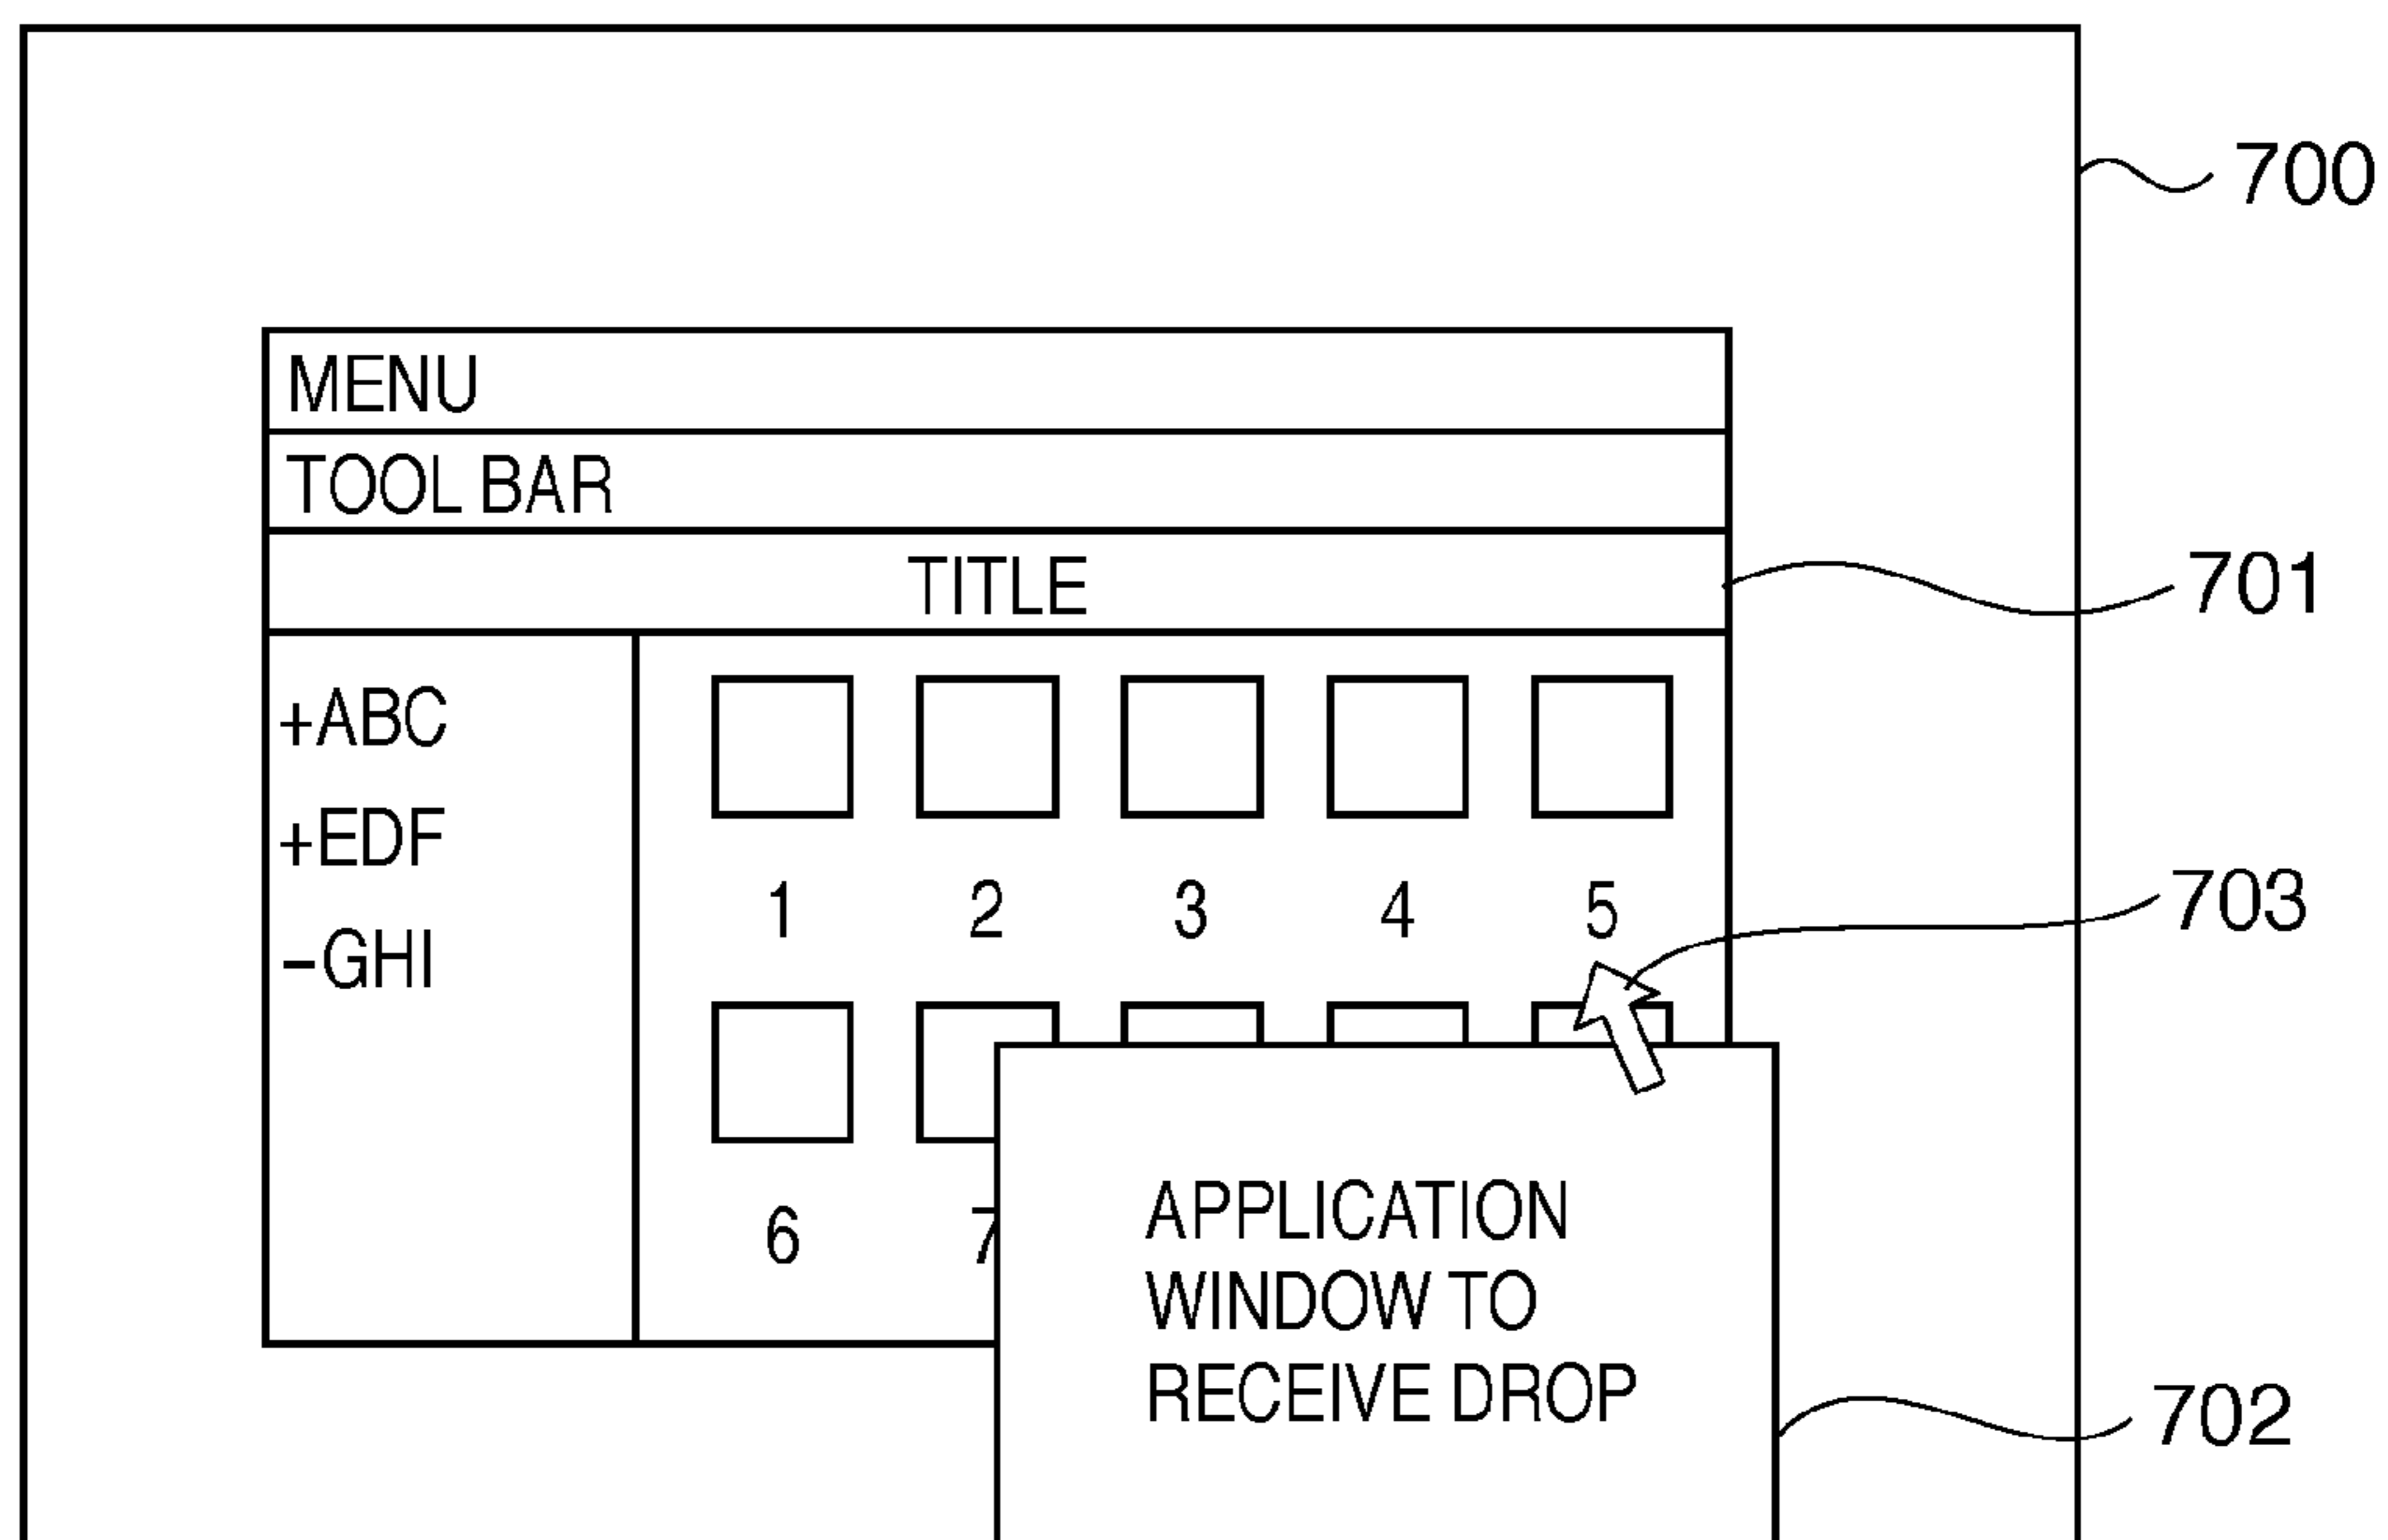 700
MENU
TOOL BAR
TITLE
701
+ABC
+EDF
-GHI
1 2 3 4 5
703
6 7
APPLICATION
WINDOW TO
RECEIVE DROP
702